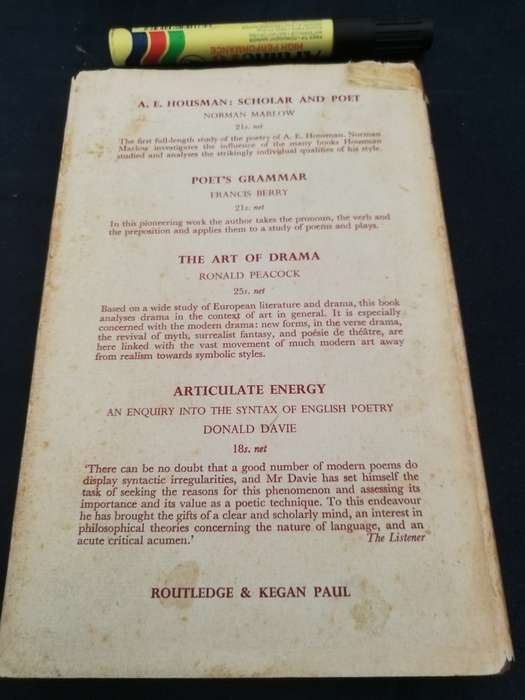 HIGH PERFORMANCE
A. E. HOUSMAN: SCHOLAR AND POET
NORMAN MARLOW
21s. net
The first full-length study of the poetry of A. E. Housman. Norman
Marlow investigates the influence of the many books Housman
studied and analyses the strikingly individual qualities of his style.
POET'S GRAMMAR
FRANCIS BERRY
21s. net
In this pioneering work the author takes the pronoun, the verb and
the preposition and applies them to a study of poems and plays.
THE ART OF DRAMA
RONALD PEACOCK
25s. net
Based on a wide study of European literature and drama, this book
analyses drama in the context of art in general. It is especially
concerned with the modern drama: new forms, in the verse drama,
the revival of myth, surrealist fantasy, and poésie de théâtre, are
here linked with the vast movement of much modern art away
from realism towards symbolic styles.
ARTICULATE ENERGY
AN ENQUIRY INTO THE SYNTAX OF ENGLISH POETRY
DONALD DAVIE
18s. net
'There can be no doubt that a good number of modern poems do
display syntactic irregularities, and Mr Davie has set himself the
task of seeking the reasons for this phenomenon and assessing its
importance and its value as a poetic technique. To this endeavour
he has brought the gifts of a clear and scholarly mind, an interest in
philosophical theories concerning the nature of language, and an
acute critical acumen.' The Listener
ROUTLEDGE & KEGAN PAUL